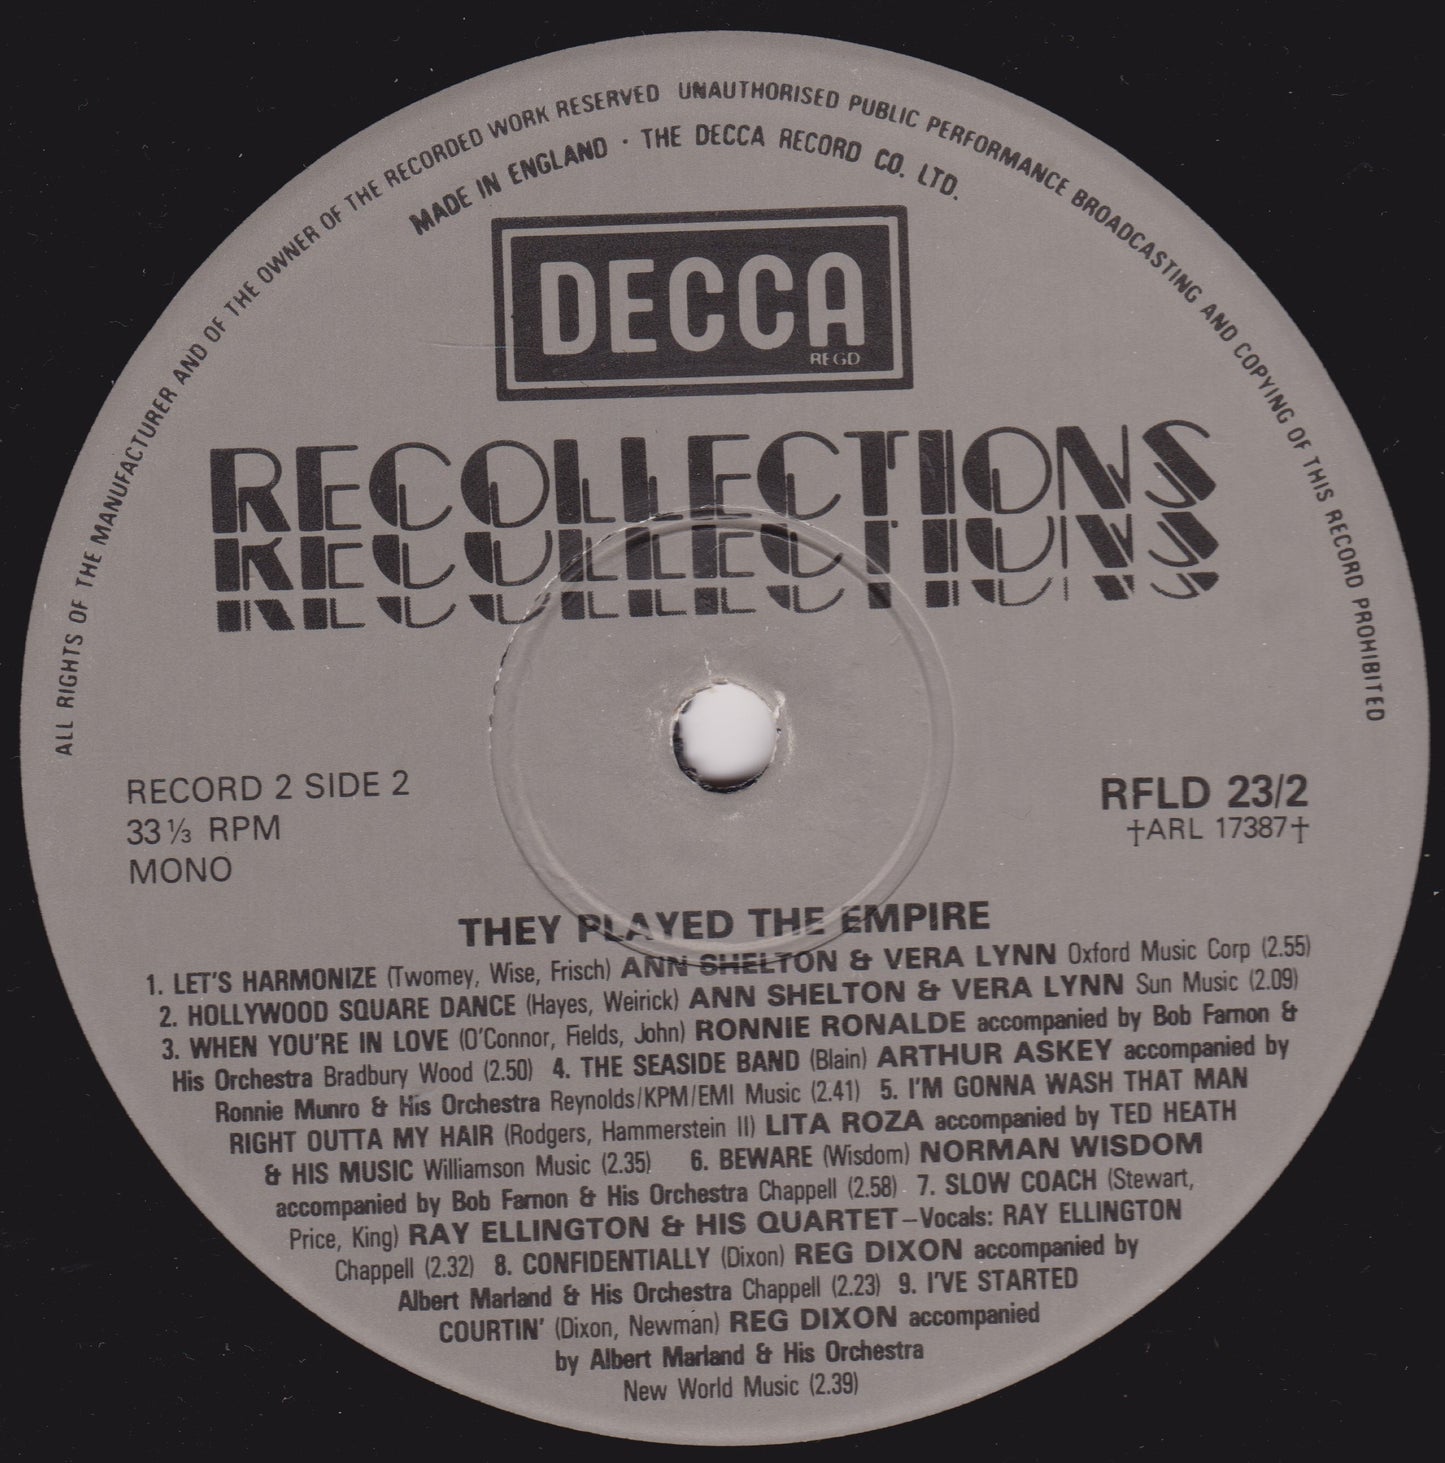 ALL RIGHTS OF THE MANUFACTURER AND OF THE OWNER OF THE RECORDED WORK RESERVED UNAUTHORISED PUBLIC PERFORMANCE BROADCASTING AND COPYING OF THIS RECORD PROHIBITED
MADE IN ENGLAND · THE DECCA RECORD CO. LTD.
DECCA
REGD
RECOLLECTIONS
RECOLLECTIONS
RECOLLECTIONS
RECORD 2 SIDE 2
33⅓ RPM
MONO
RFLD 23/2
†ARL 17387†
THEY PLAYED THE EMPIRE
1. LET'S HARMONIZE (Twomey, Wise, Frisch) ANN SHELTON & VERA LYNN Oxford Music Corp (2.55)
2. HOLLYWOOD SQUARE DANCE (Hayes, Weirick) ANN SHELTON & VERA LYNN Sun Music (2.09)
3. WHEN YOU'RE IN LOVE (O'Connor, Fields, John) RONNIE RONALDE accompanied by Bob Farnon &
His Orchestra Bradbury Wood (2.50) 4. THE SEASIDE BAND (Blain) ARTHUR ASKEY accompanied by
Ronnie Munro & His Orchestra Reynolds/KPM/EMI Music (2.41) 5. I'M GONNA WASH THAT MAN
RIGHT OUTTA MY HAIR (Rodgers, Hammerstein II) LITA ROZA accompanied by TED HEATH
& HIS MUSIC Williamson Music (2.35) 6. BEWARE (Wisdom) NORMAN WISDOM
accompanied by Bob Farnon & His Orchestra Chappell (2.58) 7. SLOW COACH (Stewart,
Price, King) RAY ELLINGTON & HIS QUARTET – Vocals: RAY ELLINGTON
Chappell (2.32) 8. CONFIDENTIALLY (Dixon) REG DIXON accompanied by
Albert Marland & His Orchestra Chappell (2.23) 9. I'VE STARTED
COURTIN' (Dixon, Newman) REG DIXON accompanied
by Albert Marland & His Orchestra
New World Music (2.39)